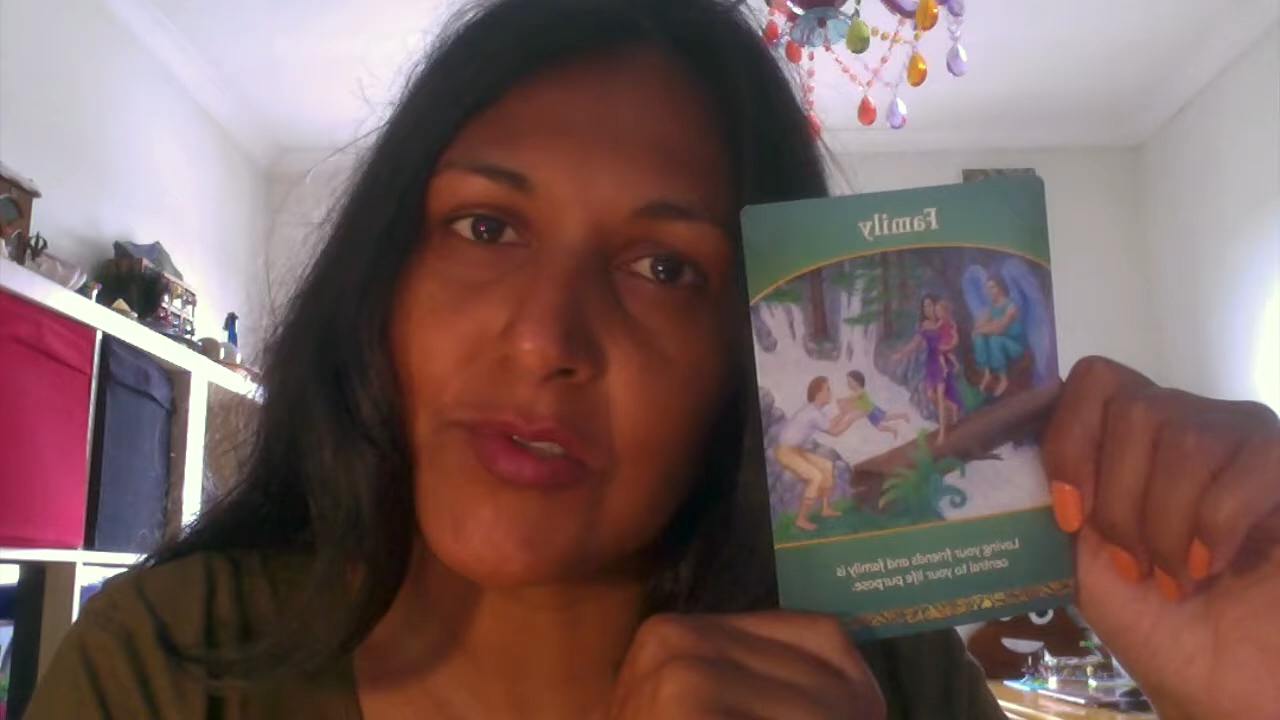 Family
Loving your friends and family is
central to your life purpose.